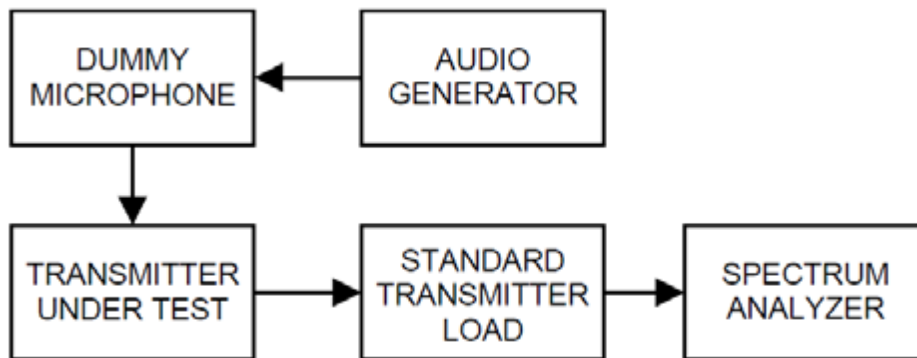 DUMMY
MICROPHONE
AUDIO
GENERATOR
TRANSMITTER
UNDER TEST
STANDARD
TRANSMITTER
LOAD
SPECTRUM
ANALYZER